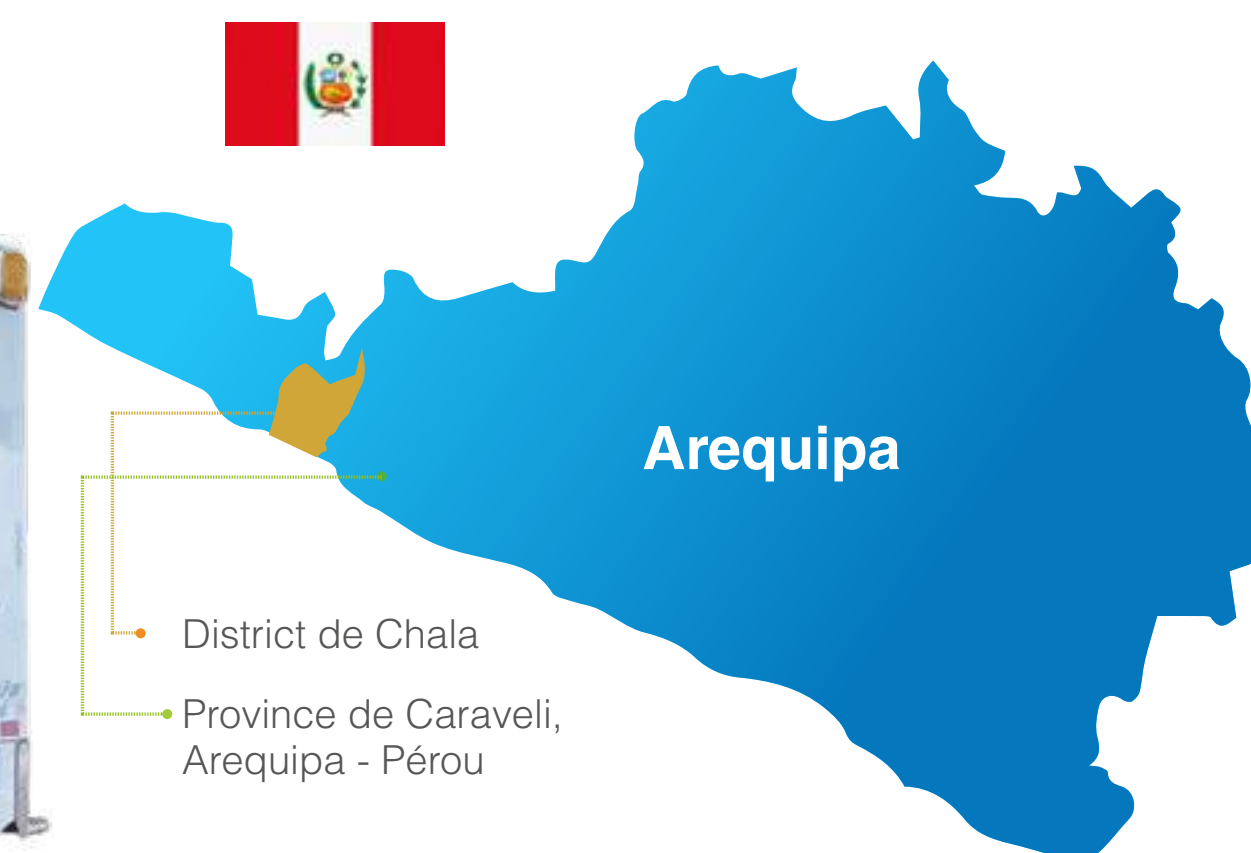 Arequipa
District de Chala
Province de Caraveli,
Arequipa - Pérou